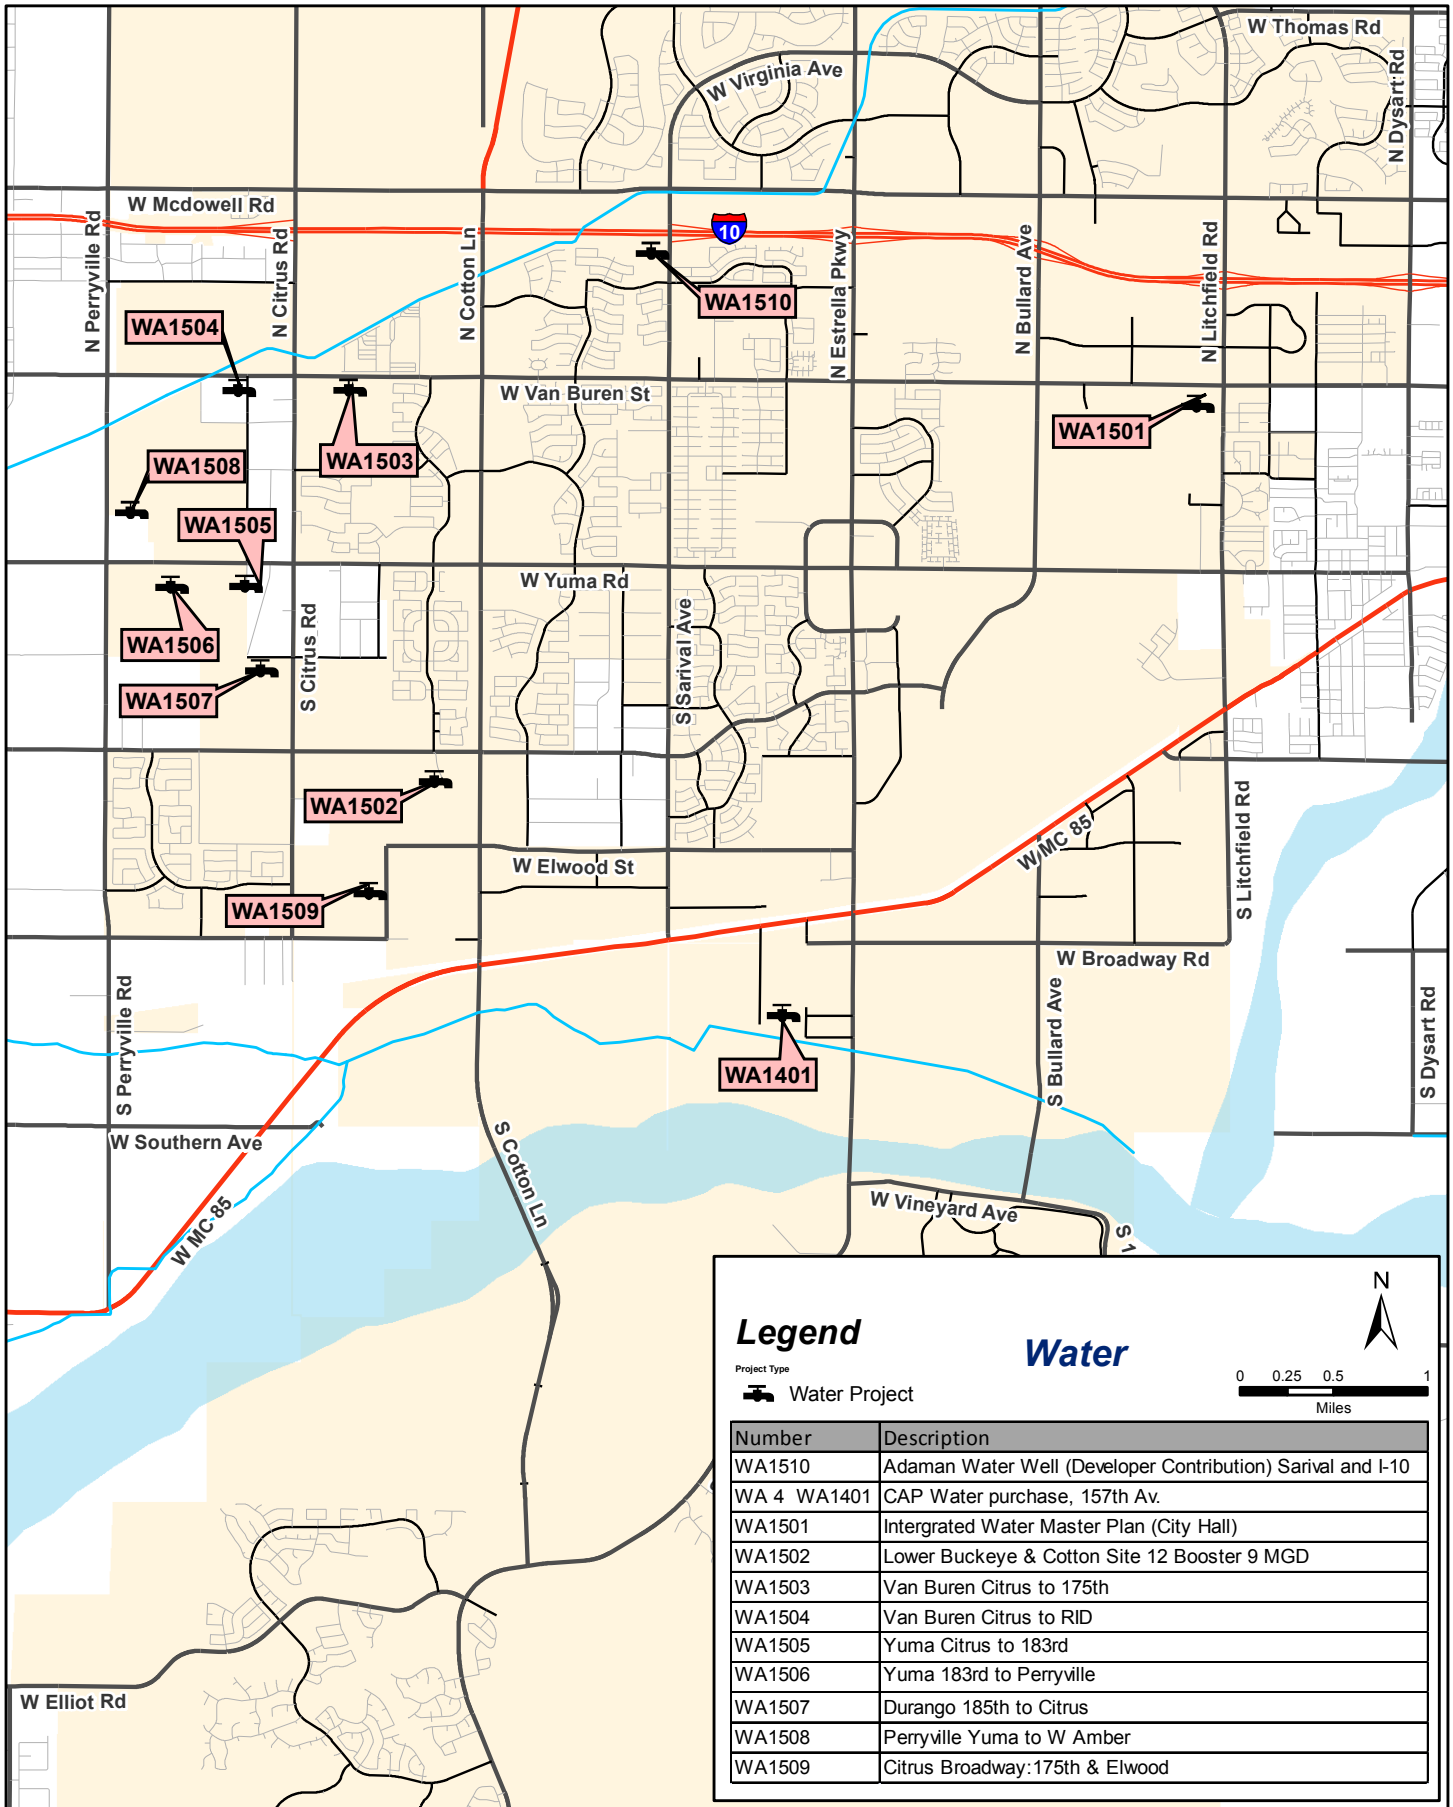 W Thomas Rd
W Virginia Ave
N Dysart Rd
W Mcdowell Rd
N Perryville Rd
N Citrus Rd
N Cotton Ln
10
N Estrella Pkwy
N Bullard Ave
N Litchfield Rd
WA1510
WA1504
W Van Buren St
WA1501
WA1503
WA1508
WA1505
W Yuma Rd
WA1506
S Citrus Rd
S Sarival Ave
WA1507
WA1502
W MC 85
W Elwood St
S Litchfield Rd
WA1509
W Broadway Rd
S Perryville Rd
S Bullard Ave
S Dysart Rd
WA1401
W Southern Ave
S Cotton Ln
W MC 85
W Vineyard Ave
S 1
W Elliot Rd
Legend
Water
N
Project Type
Water Project
0 0.25 0.5 1
Miles
Number Description
WA1510 Adaman Water Well (Developer Contribution) Sarival and I-10
WA 4 WA1401 CAP Water purchase, 157th Av.
WA1501 Intergrated Water Master Plan (City Hall)
WA1502 Lower Buckeye & Cotton Site 12 Booster 9 MGD
WA1503 Van Buren Citrus to 175th
WA1504 Van Buren Citrus to RID
WA1505 Yuma Citrus to 183rd
WA1506 Yuma 183rd to Perryville
WA1507 Durango 185th to Citrus
WA1508 Perryville Yuma to W Amber
WA1509 Citrus Broadway:175th & Elwood